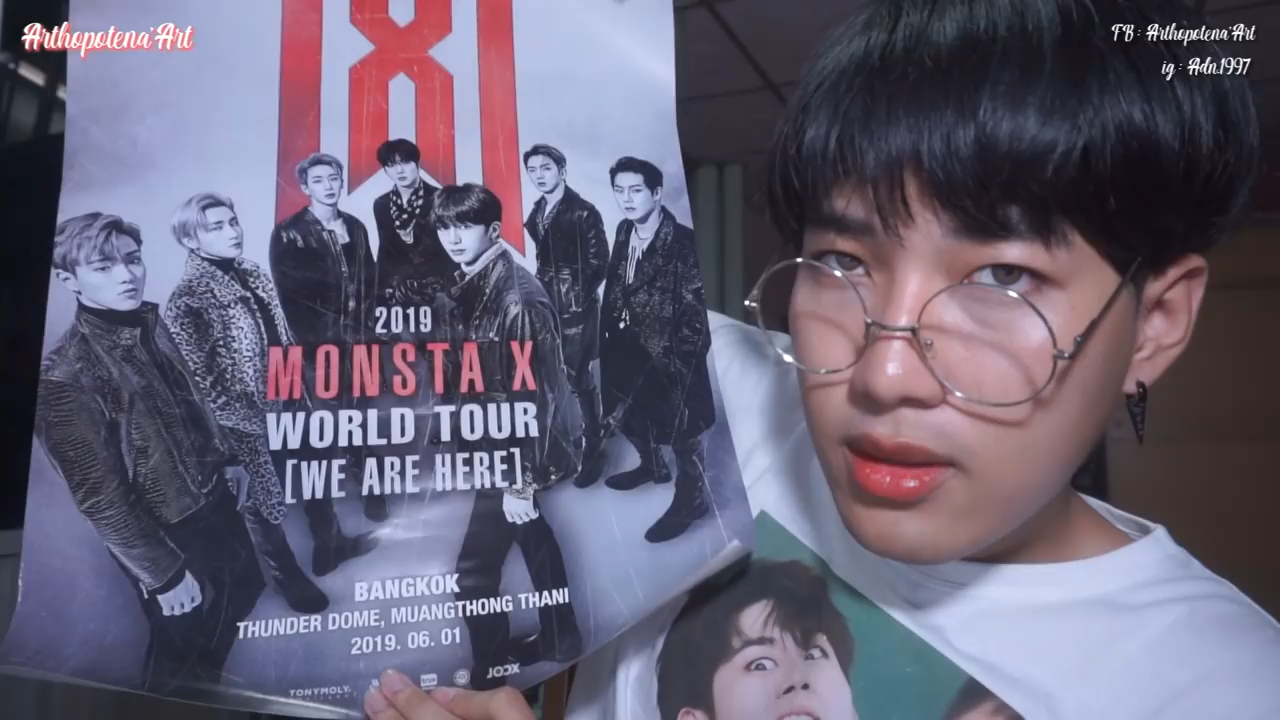 Arthopotena'Art
FB : Arthopotena'Art
ig : Adn.1997
2019
MONSTA X
WORLD TOUR
[WE ARE HERE]
BANGKOK
THUNDER DOME, MUANGTHONG THANI
2019. 06. 01
TONYMOLY
true
JOOX